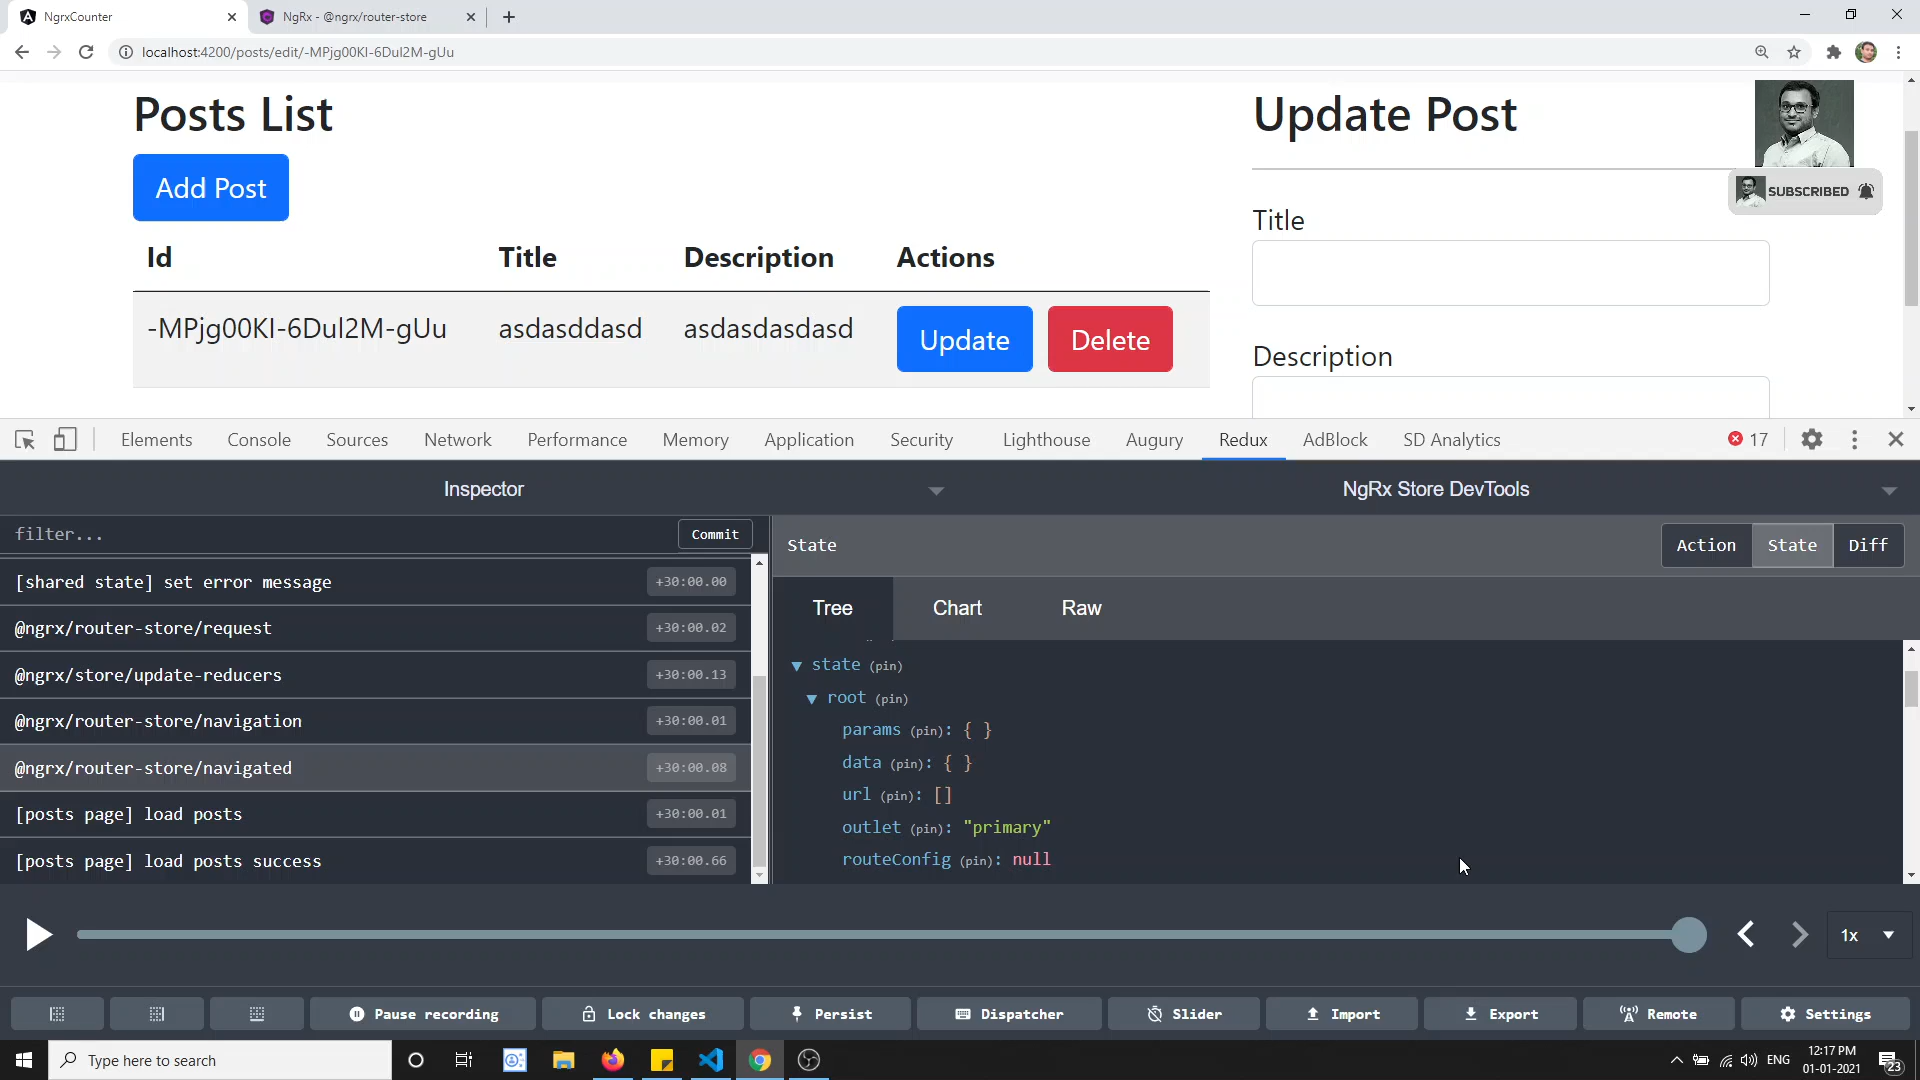 NgrxCounter
NgRx - @ngrx/router-store
localhost:4200/posts/edit/-MPjg00KI-6Dul2M-gUu
Posts List
Add Post
Id Title Description Actions
-MPjg00KI-6Dul2M-gUu asdasddasd asdasdasdasd Update Delete
Update Post
SUBSCRIBED
Title
Description
Elements Console Sources Network Performance Memory Application Security Lighthouse Augury Redux AdBlock SD Analytics 17
Inspector
NgRx Store DevTools
filter... Commit
[shared state] set error message +30:00.00
@ngrx/router-store/request +30:00.02
@ngrx/store/update-reducers +30:00.13
@ngrx/router-store/navigation +30:00.01
@ngrx/router-store/navigated +30:00.08
[posts page] load posts +30:00.01
[posts page] load posts success +30:00.66
State Action State Diff
Tree Chart Raw
state (pin)
root (pin)
params (pin): { }
data (pin): { }
url (pin): []
outlet (pin): "primary"
routeConfig (pin): null
1x
Pause recording Lock changes Persist Dispatcher Slider Import Export Remote Settings
Type here to search
ENG
12:17 PM
01-01-2021
23